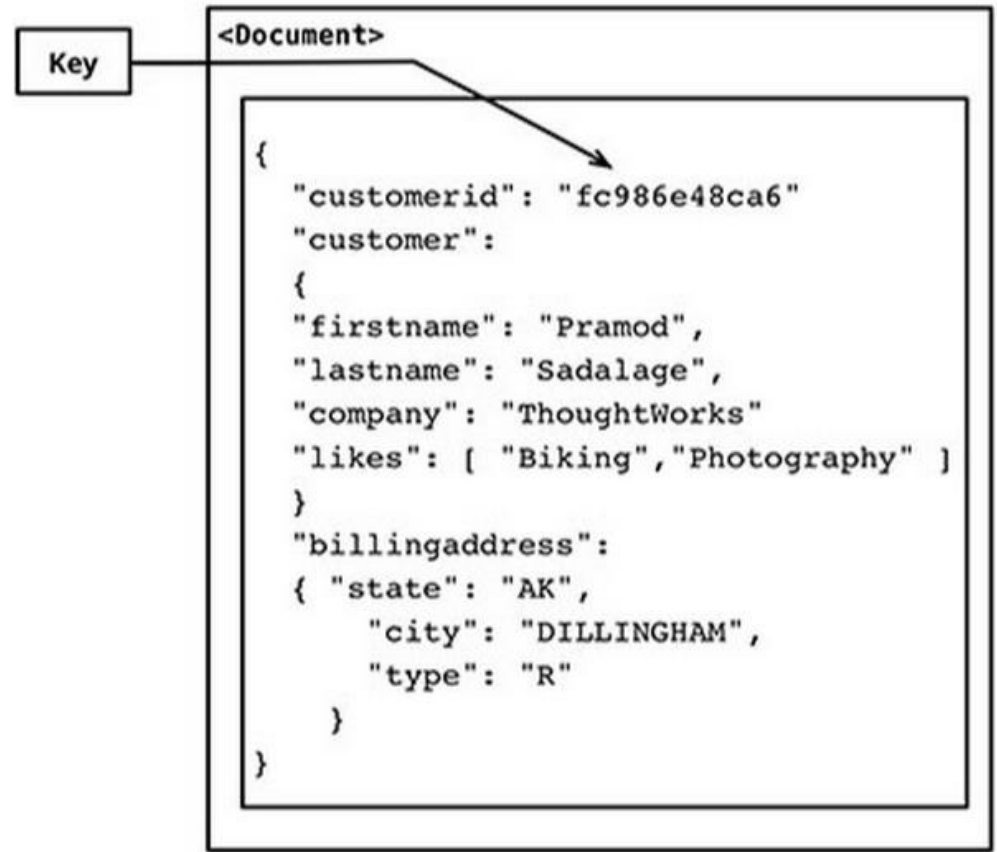 <Document>
Key
{
"customerid": "fc986e48ca6"
"customer":
{
"firstname": "Pramod",
"lastname": "Sadalage",
"company": "ThoughtWorks"
"likes": [ "Biking","Photography" ]
}
"billingaddress":
{ "state": "AK",
"city": "DILLINGHAM",
"type": "R"
}
}